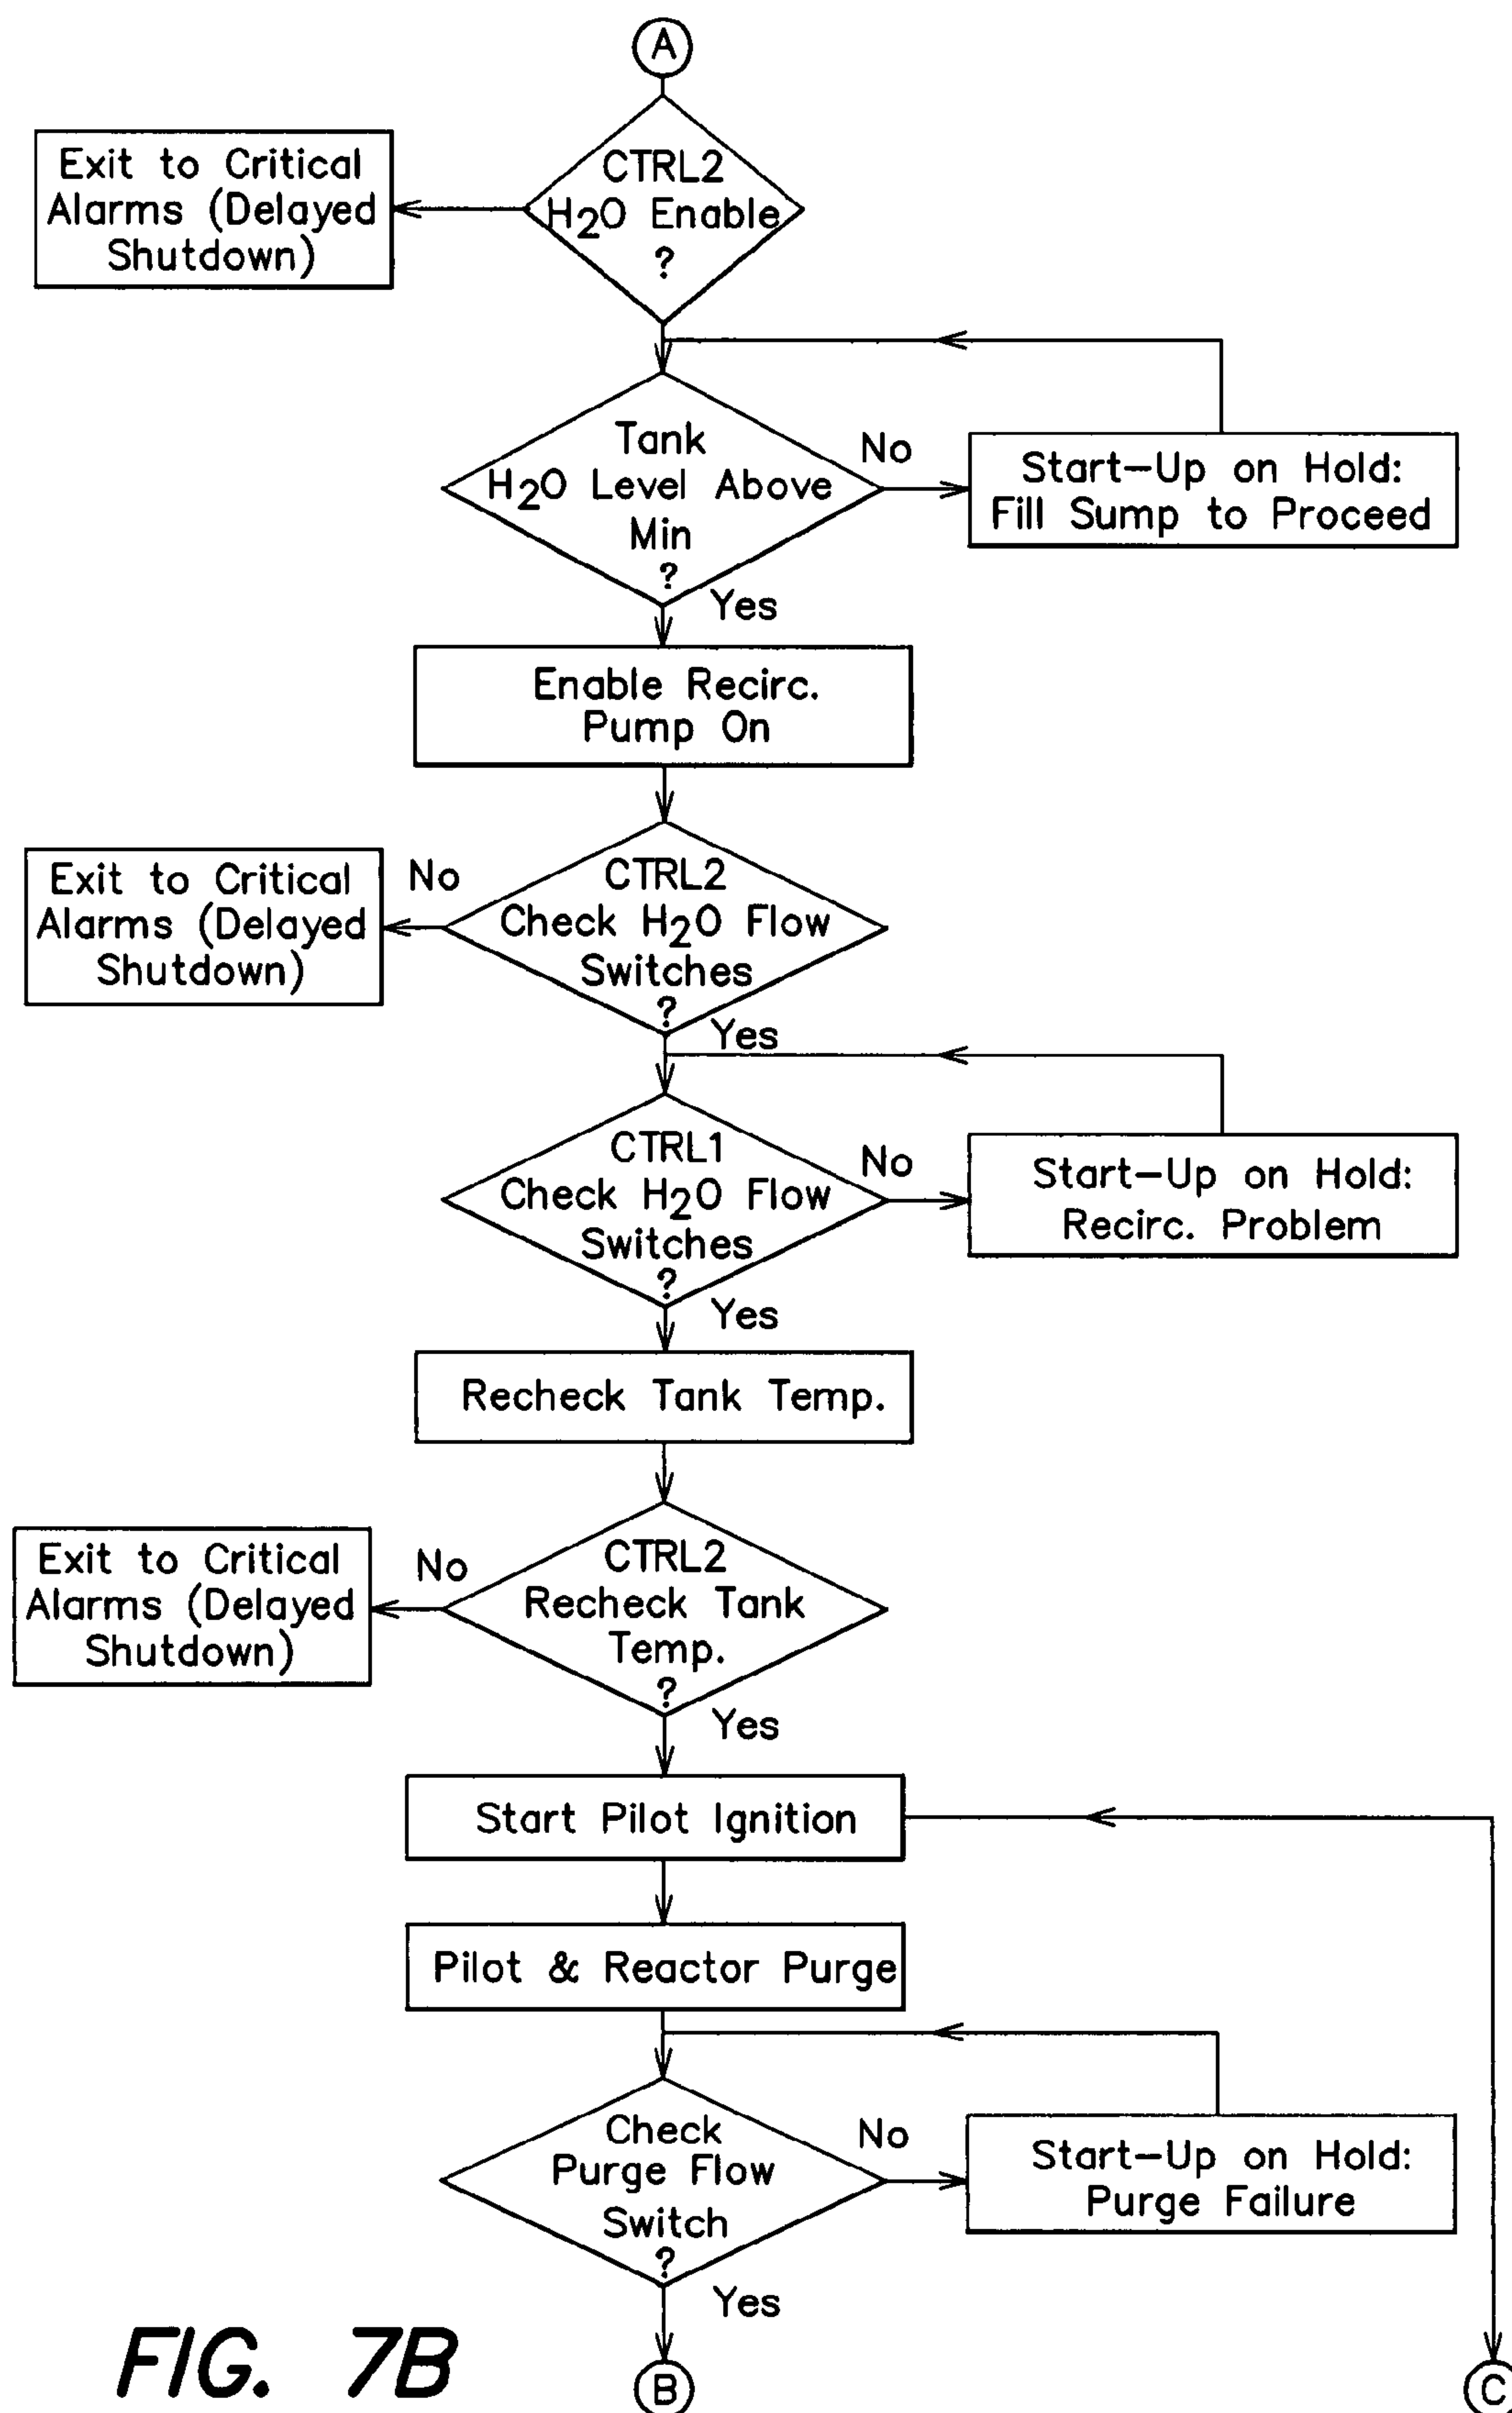 A
CTRL2
H2O Enable
?
Exit to Critical
Alarms (Delayed
Shutdown)
Tank
H2O Level Above
Min
?
No
Start-Up on Hold:
Fill Sump to Proceed
Yes
Enable Recirc.
Pump On
CTRL2
Check H2O Flow
Switches
?
No
Exit to Critical
Alarms (Delayed
Shutdown)
Yes
CTRL1
Check H2O Flow
Switches
?
No
Start-Up on Hold:
Recirc. Problem
Yes
Recheck Tank Temp.
CTRL2
Recheck Tank
Temp.
?
No
Exit to Critical
Alarms (Delayed
Shutdown)
Yes
Start Pilot Ignition
Pilot & Reactor Purge
Check
Purge Flow
Switch
?
No
Start-Up on Hold:
Purge Failure
Yes
B
C
FIG. 7B